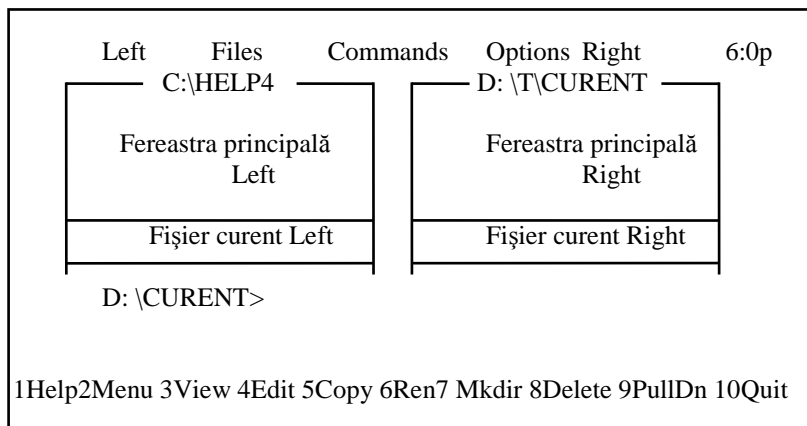 Left Files Commands Options Right 6:0p
C:\HELP4 D: \T\CURENT
Fereastra principală Fereastra principală
Left Right
Fişier curent Left Fişier curent Right
D: \CURENT>
1Help2Menu 3View 4Edit 5Copy 6Ren7 Mkdir 8Delete 9PullDn 10Quit